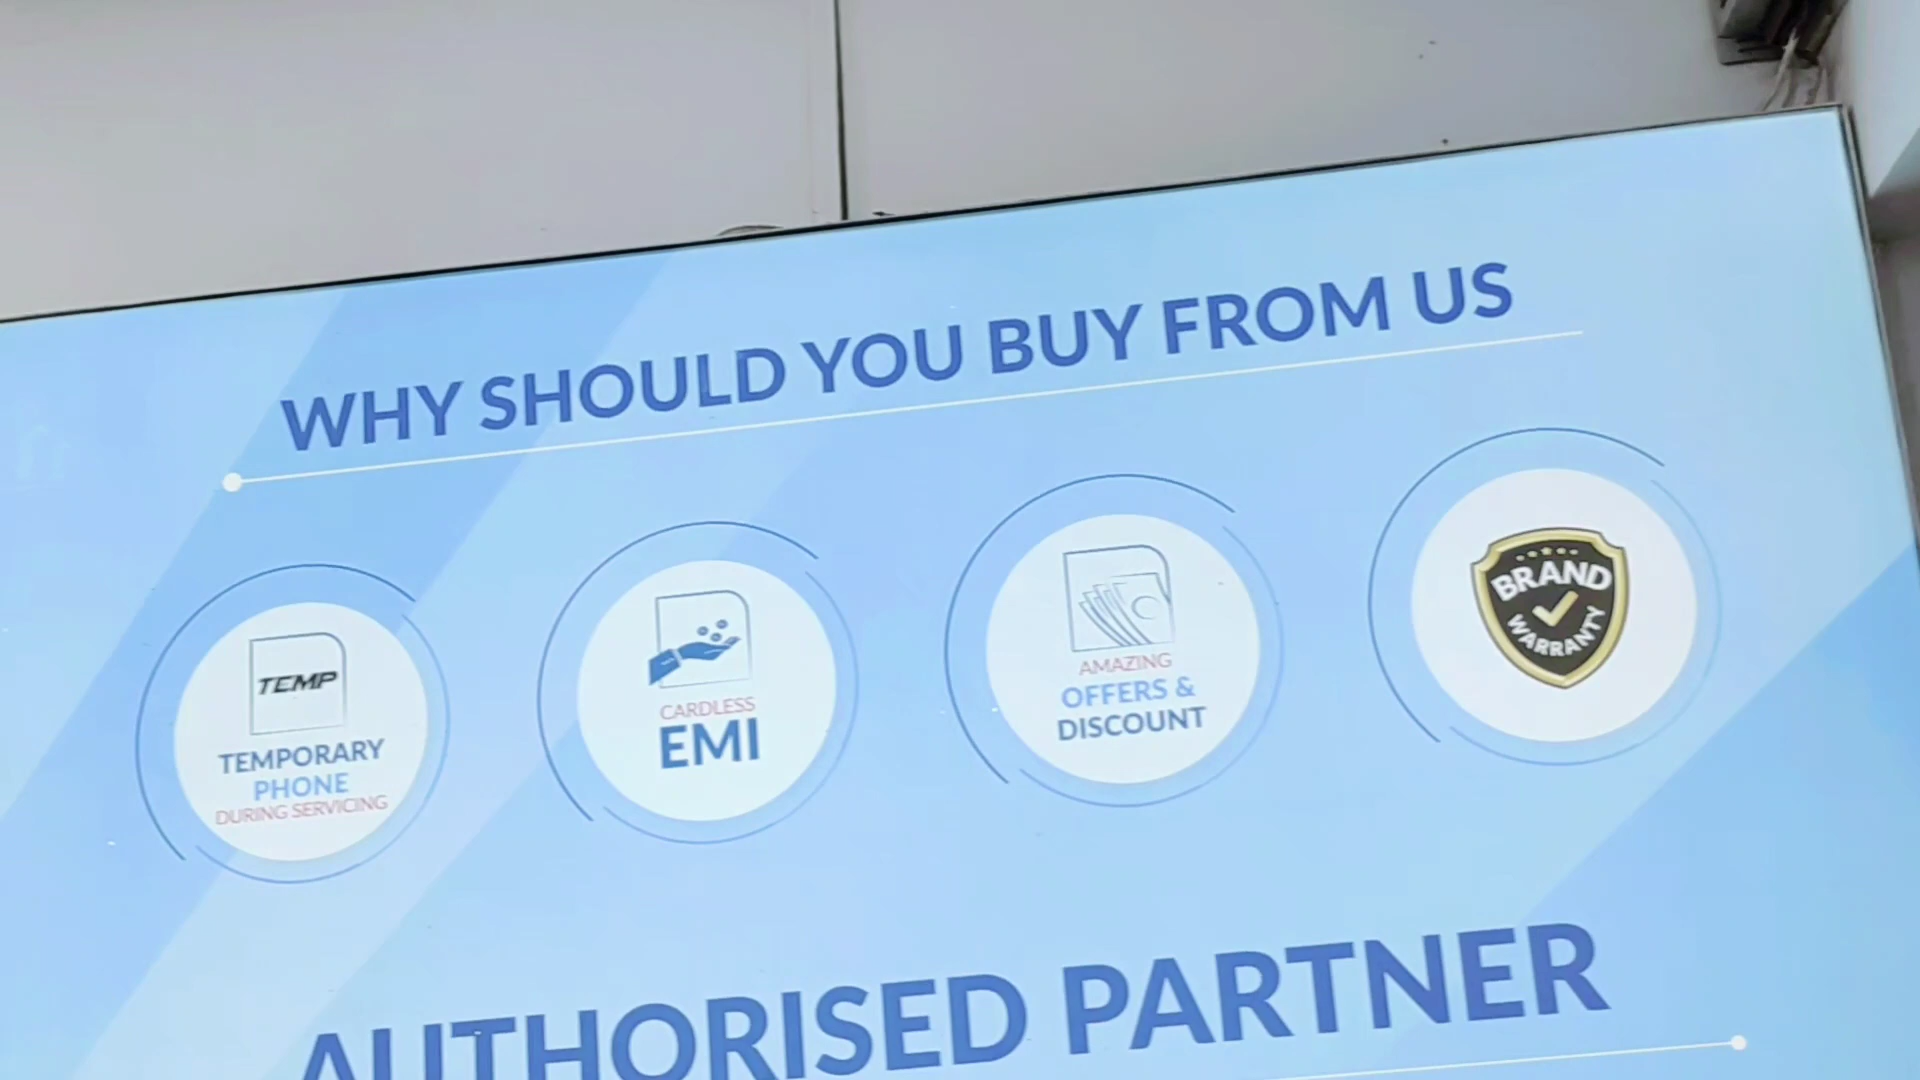 WHY SHOULD YOU BUY FROM US
TEMP
TEMPORARY
PHONE
DURING SERVICING
CARDLESS
EMI
AMAZING
OFFERS &
DISCOUNT
BRAND
WARRANTY
AUTHORISED PARTNER